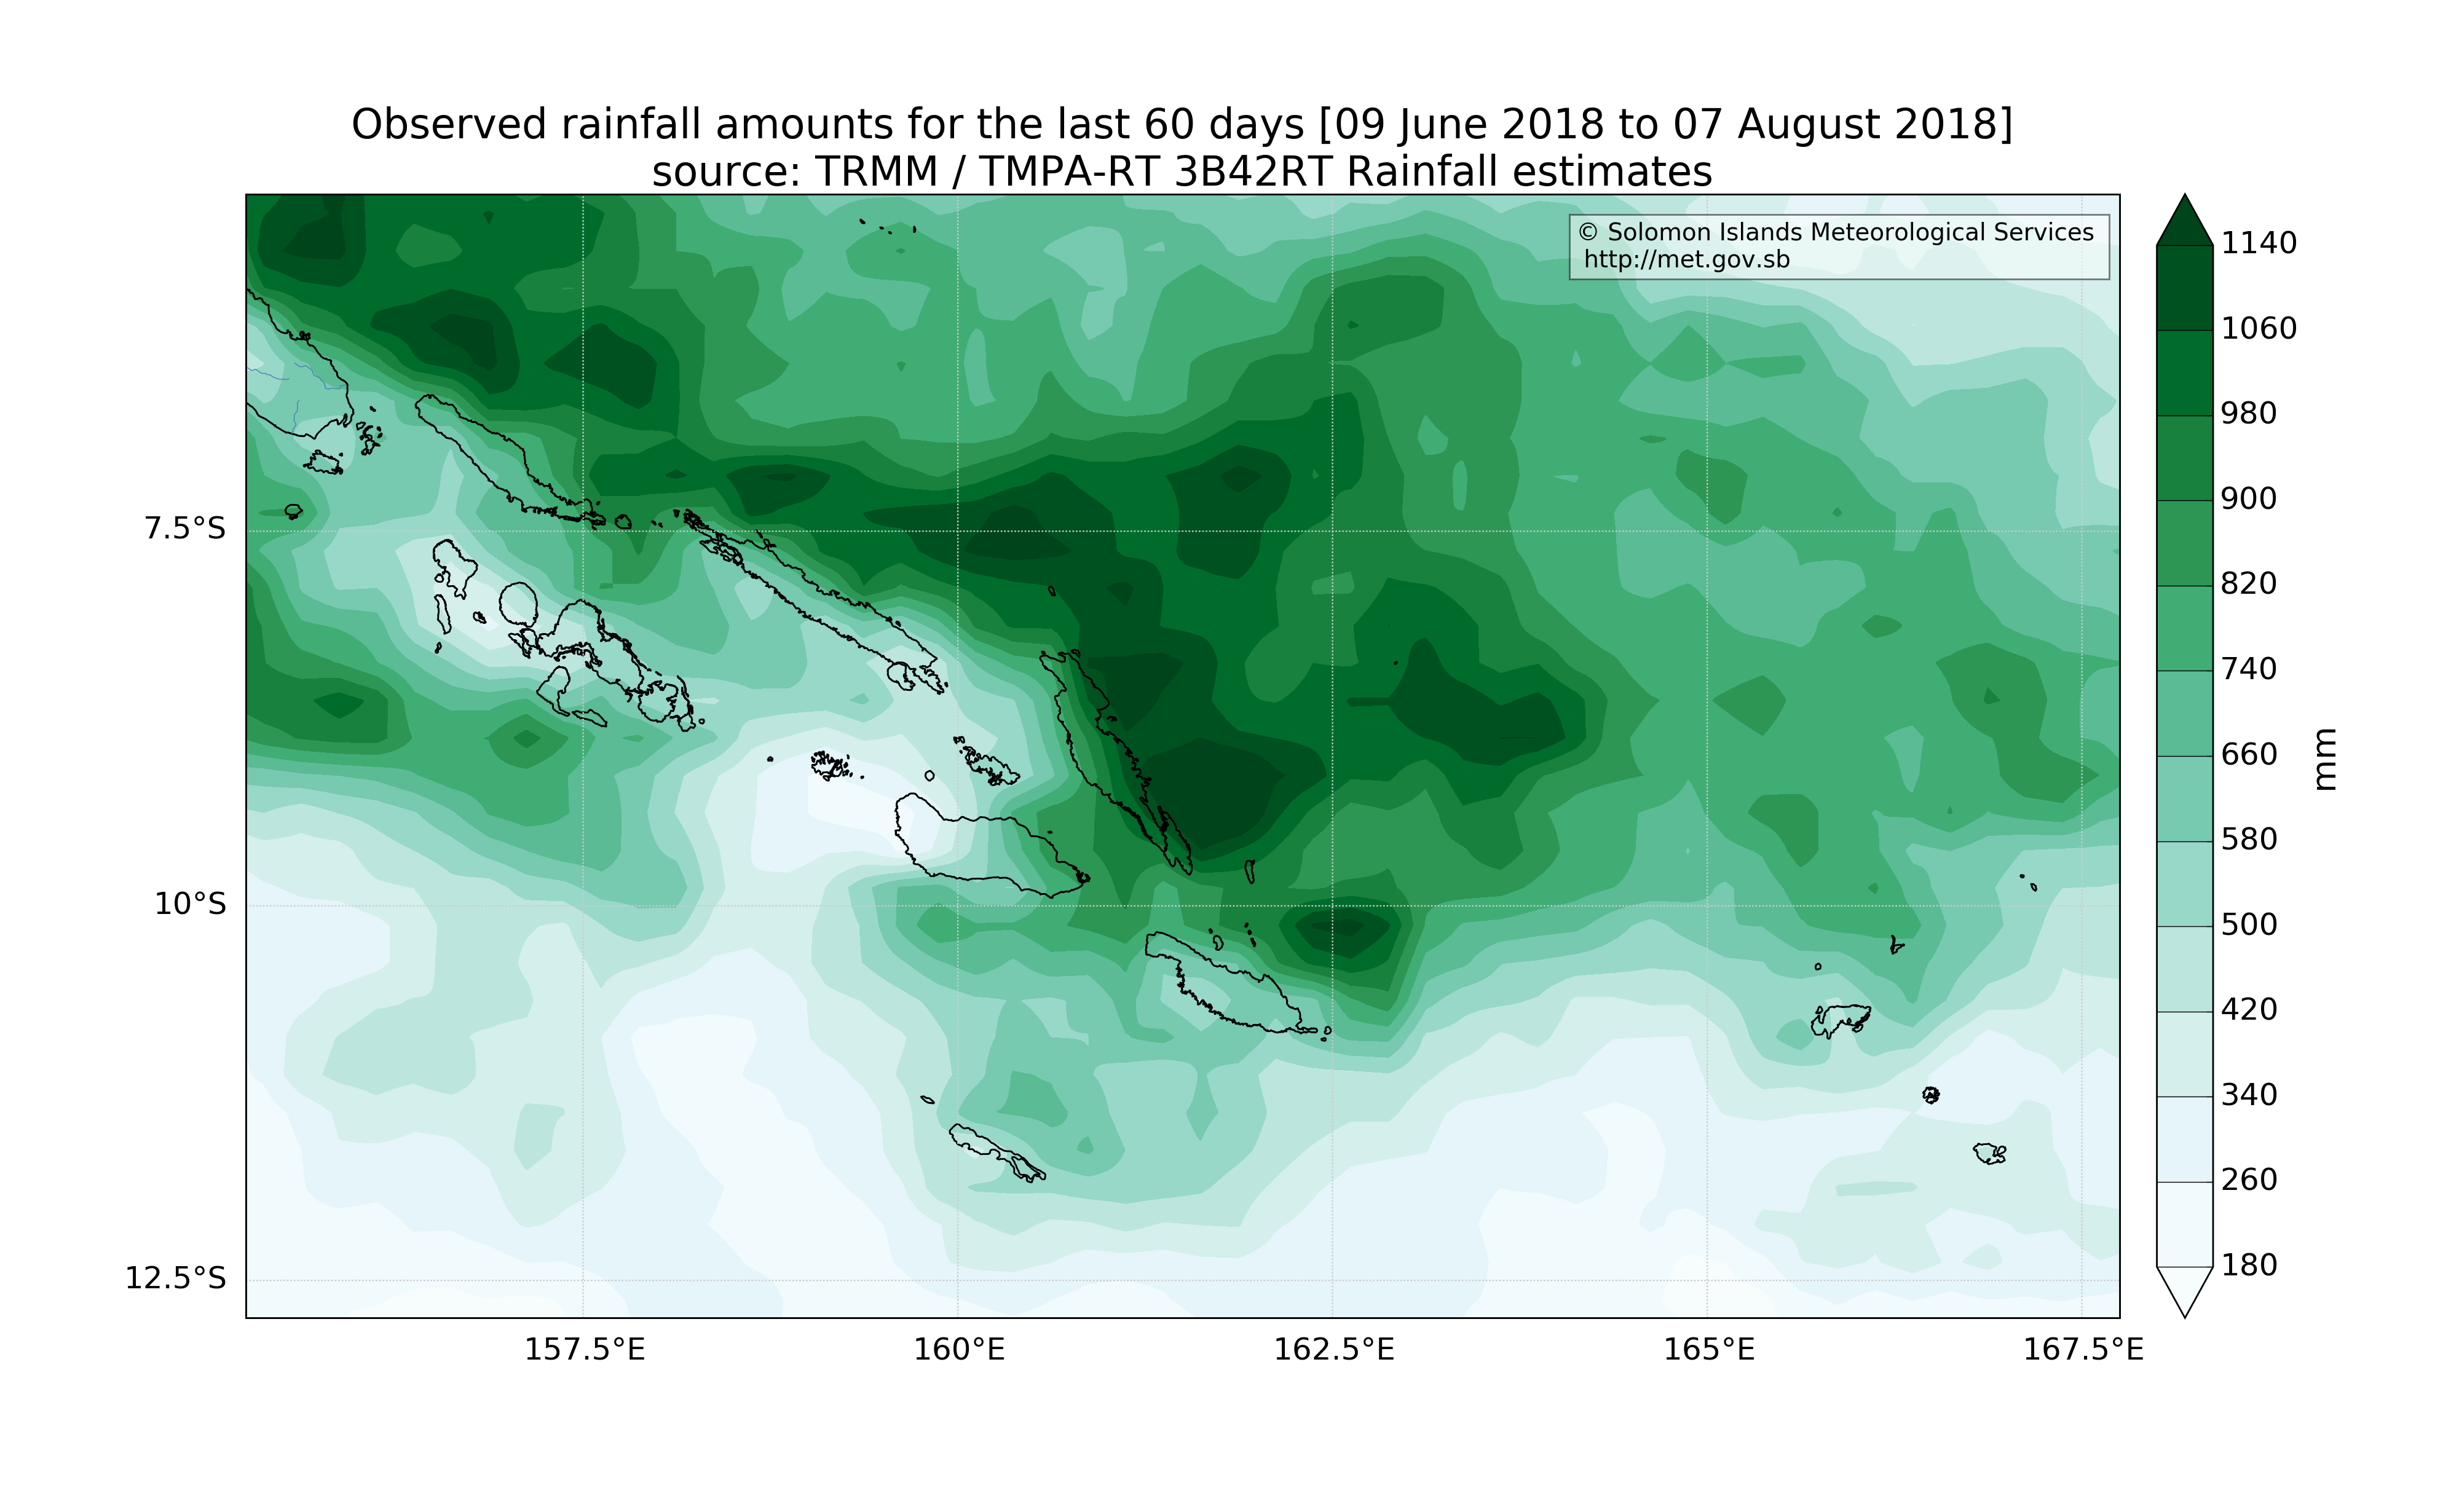 Observed rainfall amounts for the last 60 days [09 June 2018 to 07 August 2018]
source: TRMM / TMPA-RT 3B42RT Rainfall estimates
© Solomon Islands Meteorological Services
http://met.gov.sb
7.5°S
10°S
12.5°S
157.5°E
160°E
162.5°E
165°E
167.5°E
1140
1060
980
900
820
740
660
580
500
420
340
260
180
mm